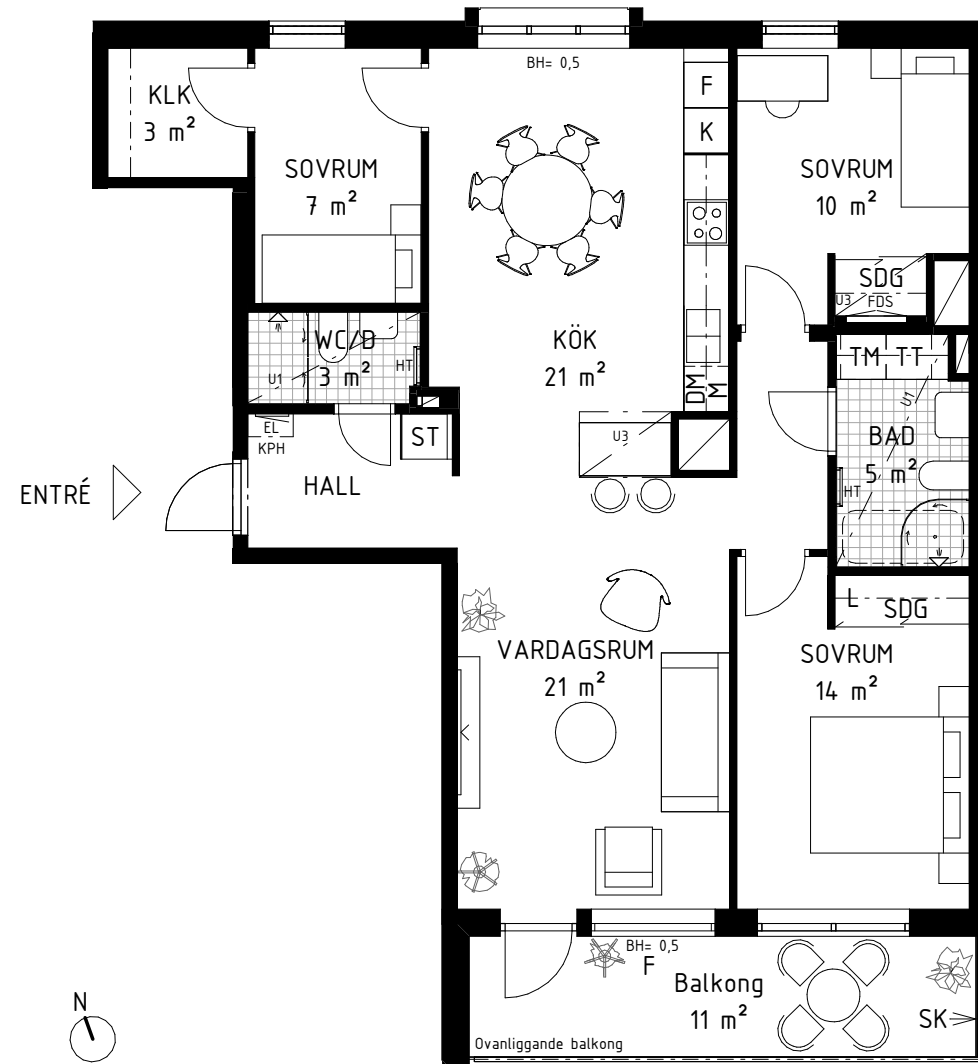 BH= 0,5
KLK
3 m²
F
K
SOVRUM
7 m²
SOVRUM
10 m²
SDG
U3
FDS
WC/D
3 m²
U1
HT
KÖK
21 m²
TM TT
DM
M
U1
EL
KPH
ST
U3
BAD
5 m²
HT
ENTRÉ
HALL
L
SDG
VARDAGSRUM
21 m²
SOVRUM
14 m²
BH= 0,5
F
Balkong
11 m²
N
SK
Ovanliggande balkong